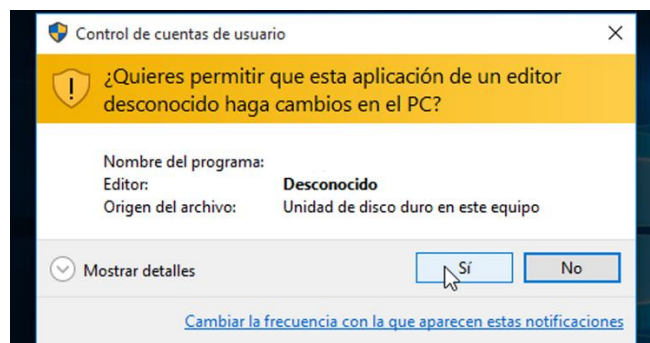 Control de cuentas de usuario
¿Quieres permitir que esta aplicación de un editor
desconocido haga cambios en el PC?
Nombre del programa:
Editor: Desconocido
Origen del archivo: Unidad de disco duro en este equipo
Mostrar detalles Sí No
Cambiar la frecuencia con la que aparecen estas notificaciones